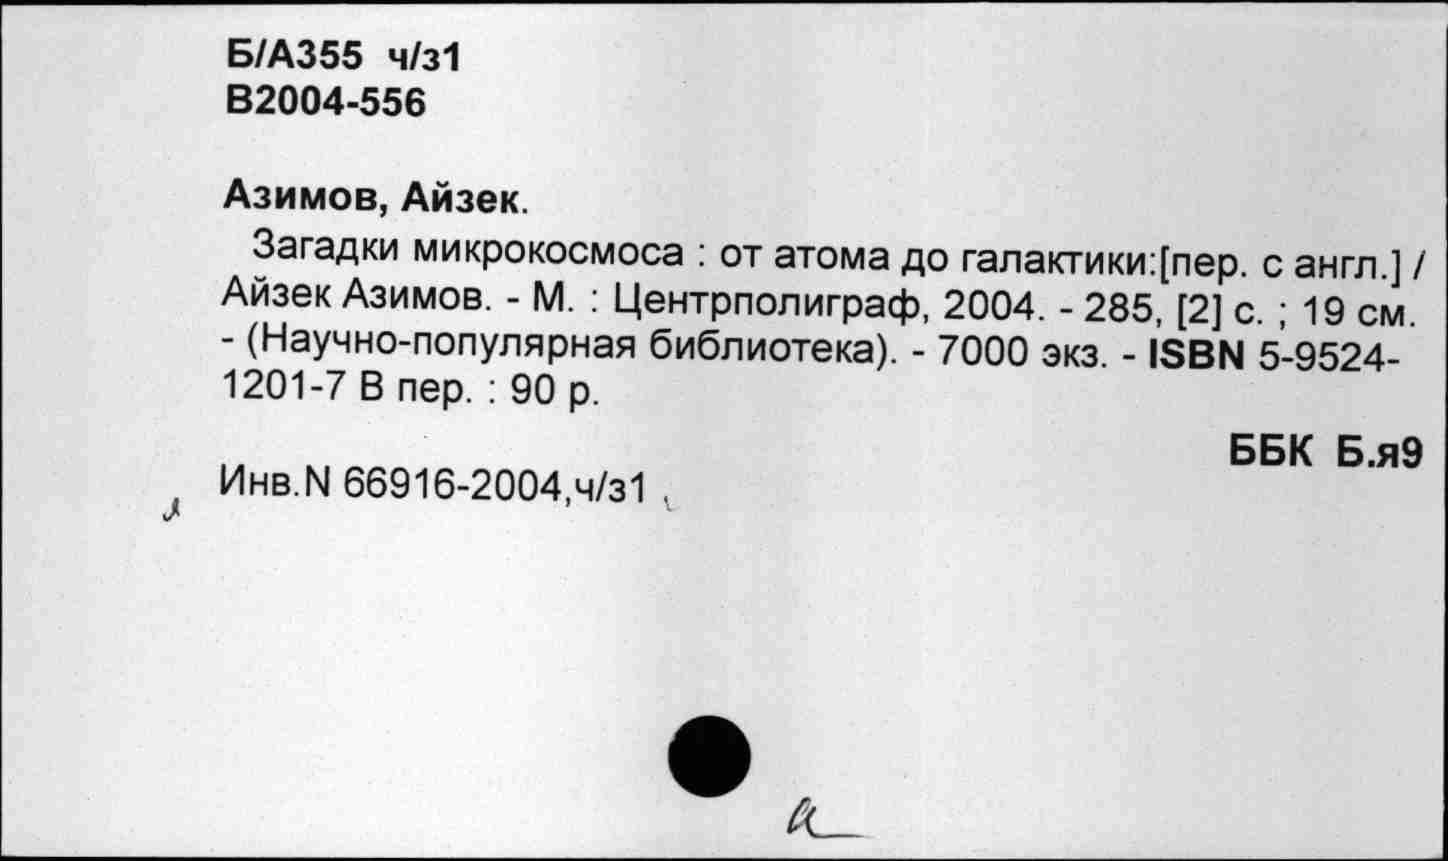 Б/А355 ч/з1
В2004-556
Азимов, Айзек.
Загадки микрокосмоса : от атома до галактики:[пер. с англ.] /
Айзек Азимов. - М. : Центрполиграф, 2004. - 285, [2] с. ; 19 см.
- (Научно-популярная библиотека). - 7000 экз. - ISBN 5-9524-
1201-7 В пер. : 90 р.
ББК Б.я9
Инв.N 66916-2004,ч/з1